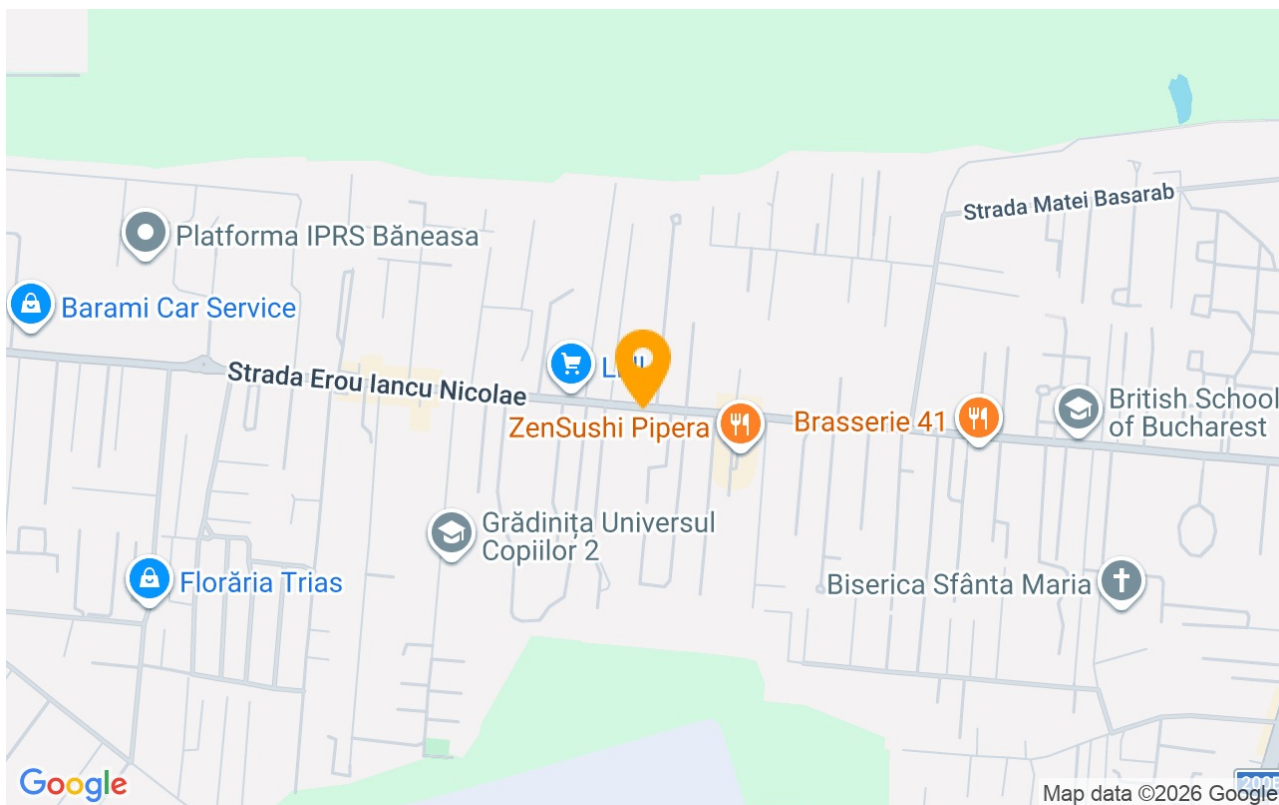 Strada Matei Basarab
Platforma IPRS Băneasa
Barami Car Service
Strada Erou Iancu Nicolae
ZenSushi Pipera
Brasserie 41
British School
of Bucharest
Grădinița Universul
Copiilor 2
Florăria Trias
Biserica Sfânta Maria
Google
Map data ©2026 Google